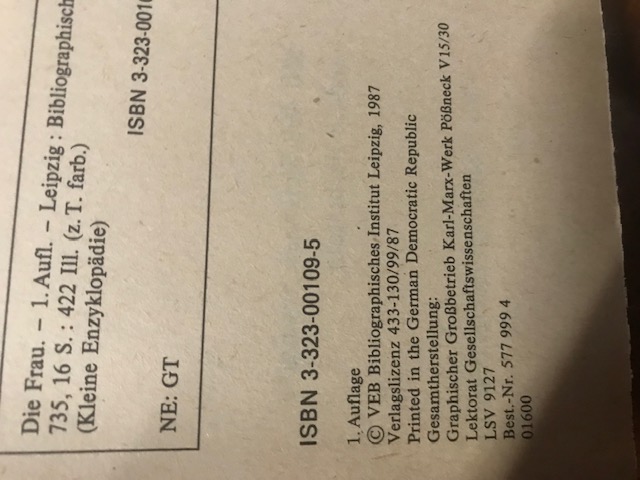 Die Frau. – 1. Aufl. – Leipzig : Bibliographisch
735, 16 S. : 422 Ill. (z. T. farb.)
(Kleine Enzyklopädie)
ISBN 3-323-001
NE: GT
ISBN 3-323-00109-5
1. Auflage
© VEB Bibliographisches Institut Leipzig, 1987
Verlagslizenz 433-130/99/87
Printed in the German Democratic Republic
Gesamtherstellung:
Graphischer Großbetrieb Karl-Marx-Werk Pößneck V15/30
Lektorat Gesellschaftswissenschaften
LSV 9127
Best.-Nr. 577 999 4
01600